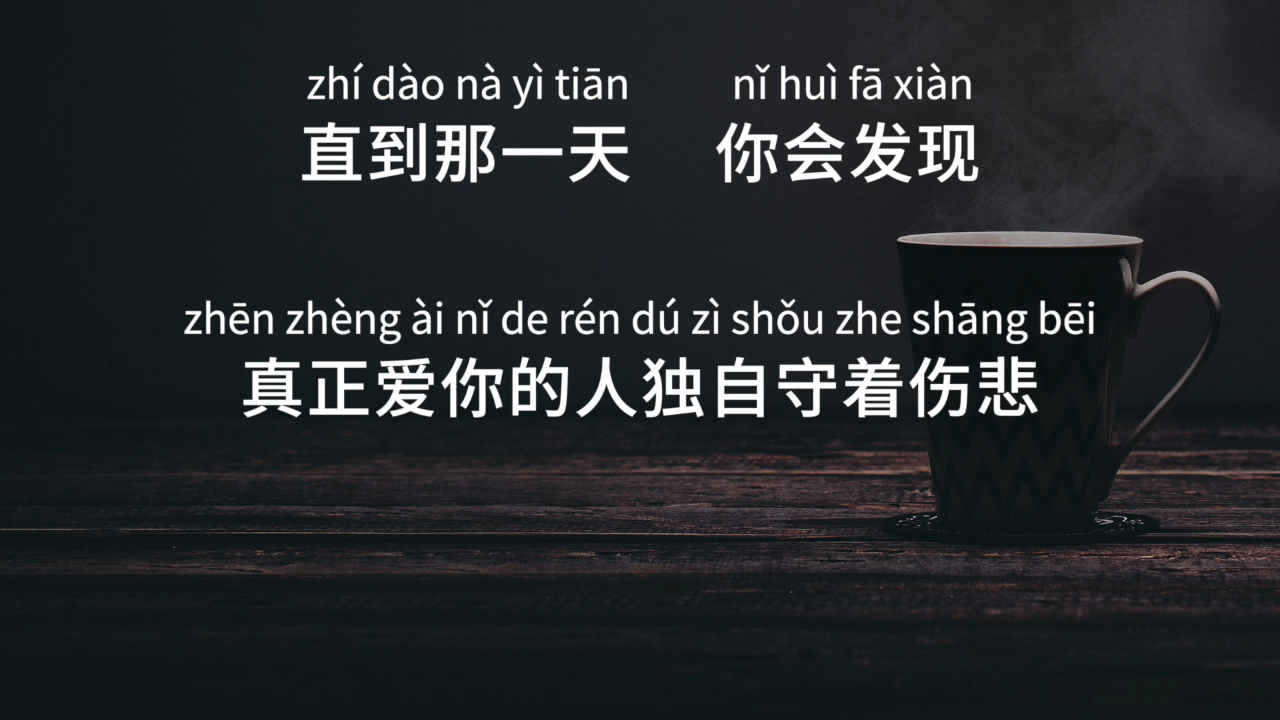 zhí dào nà yì tiān nǐ huì fā xiàn
直到那一天 你会发现
zhēn zhèng ài nǐ de rén dú zì shǒu zhe shāng bēi
真正爱你的人独自守着伤悲